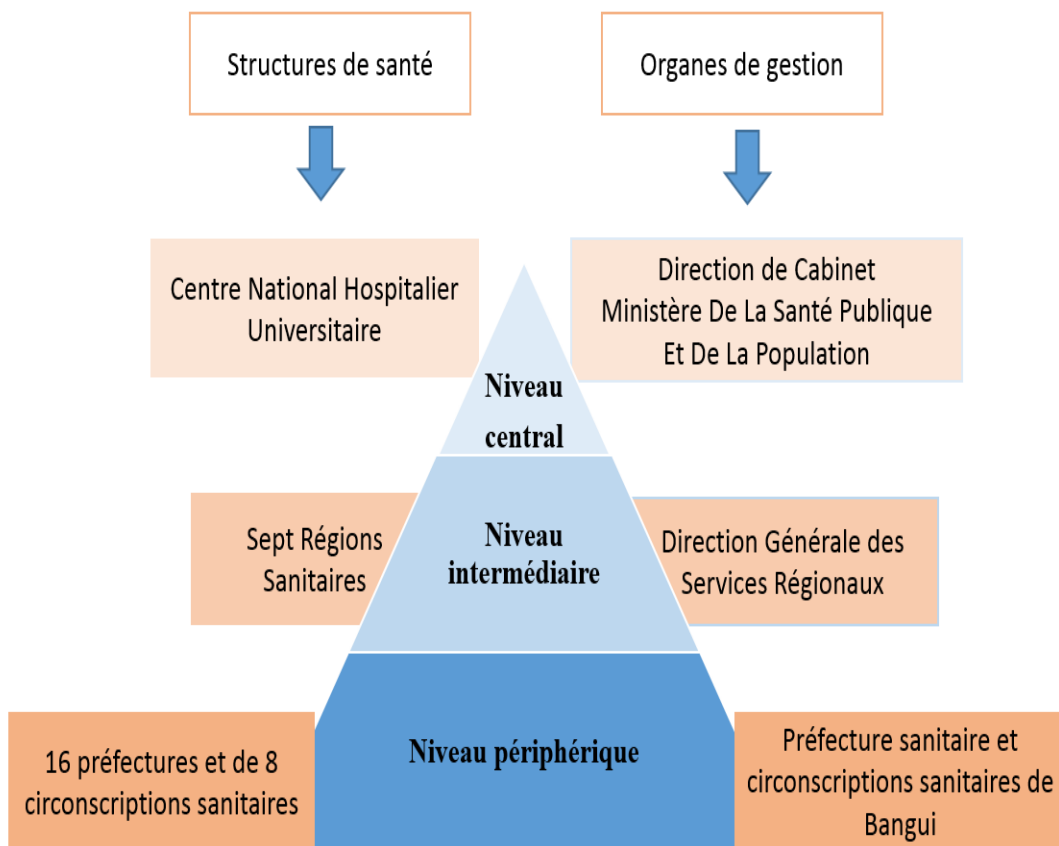 Structures de santé
Organes de gestion
Centre National Hospitalier
Universitaire
Direction de Cabinet
Ministère De La Santé Publique
Et De La Population
Niveau
central
Sept Régions
Sanitaires
Niveau
intermédiaire
Direction Générale des
Services Régionaux
16 préfectures et de 8
circonscriptions sanitaires
Niveau périphérique
Préfecture sanitaire et
circonscriptions sanitaires de
Bangui